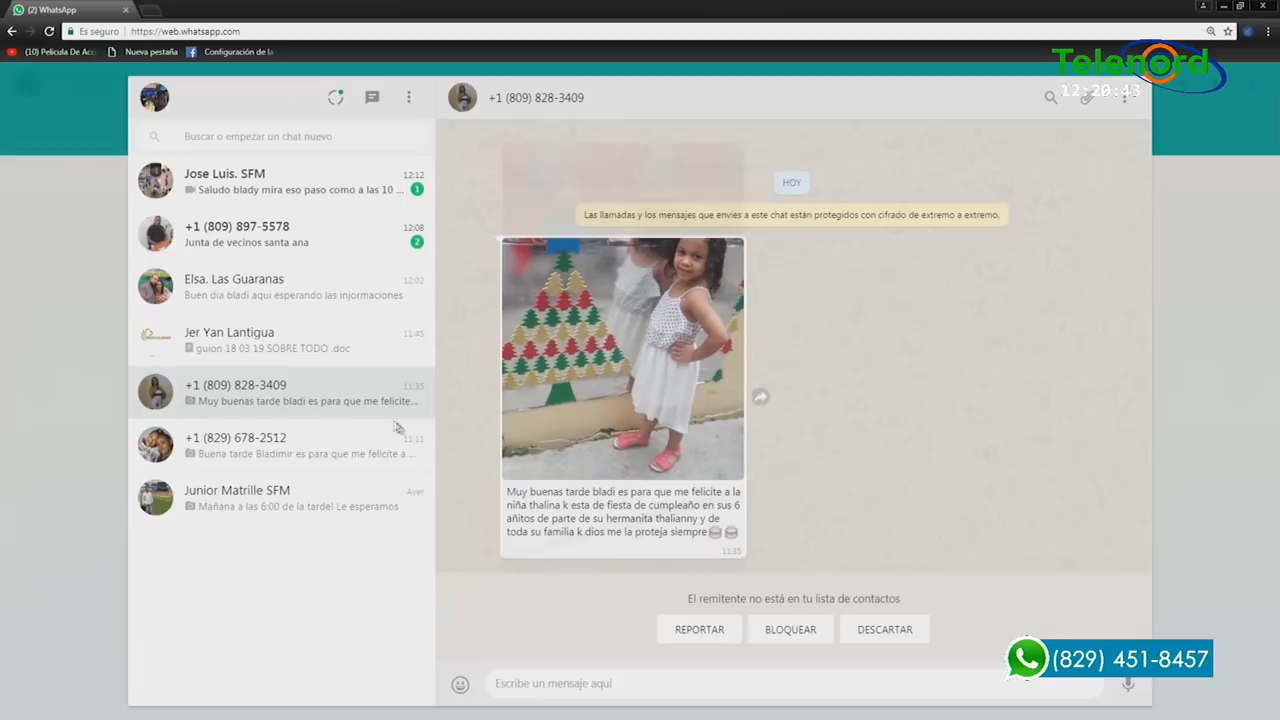 (2) WhatsApp
Es seguro https://web.whatsapp.com
(10) Pelicula De Acc Nueva pestaña Configuración de la
Telenord
12:20:43
+1 (809) 828-3409
Buscar o empezar un chat nuevo
Jose Luis. SFM 12:12
Saludo blady mira eso paso como a las 10 ... 1
+1 (809) 897-5578 12:08
Junta de vecinos santa ana 2
Elsa. Las Guaranas 12:02
Buen dia bladi aqui esperando las injormaciones
Jer Yan Lantigua 11:45
guion 18 03 19 SOBRE TODO .doc
+1 (809) 828-3409 11:35
Muy buenas tarde bladi es para que me felicite...
+1 (829) 678-2512 11:11
Buena tarde Bladimir es para que me felicite a ...
Junior Matrille SFM Ayer
Mañana a las 6:00 de la tarde! Le esperamos
HOY
Las llamadas y los mensajes que envíes a este chat están protegidos con cifrado de extremo a extremo.
Muy buenas tarde bladi es para que me felicite a la
niña thalina k esta de fiesta de cumpleaño en sus 6
añitos de parte de su hermanita thalianny y de
toda su familia k dios me la proteja siempre
11:35
El remitente no está en tu lista de contactos
REPORTAR BLOQUEAR DESCARTAR
Escribe un mensaje aquí
(829) 451-8457